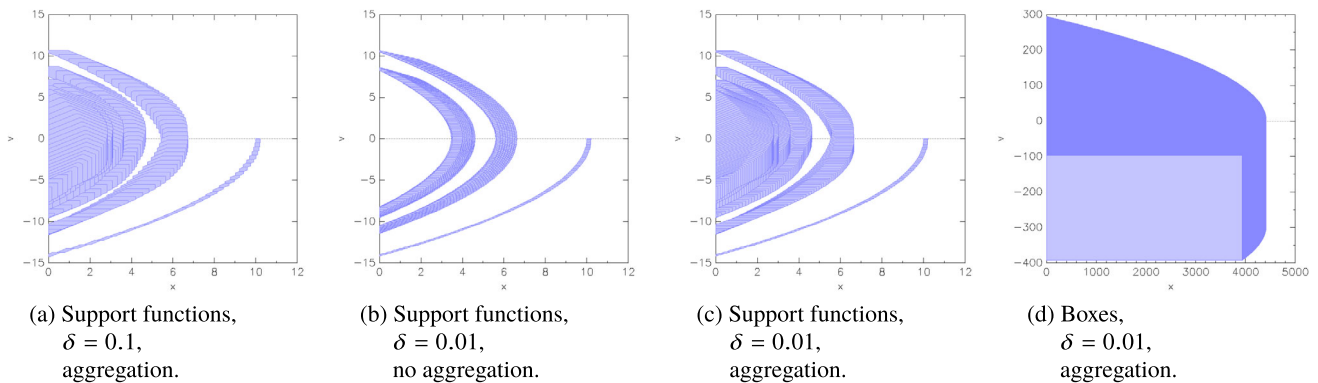 15
10
5
0
−5
−10
−15
v
0 2 4 6 8 10 12
x
15
10
5
0
−5
−10
−15
v
0 2 4 6 8 10 12
x
15
10
5
0
−5
−10
−15
v
0 2 4 6 8 10 12
x
300
200
100
0
−100
−200
−300
−400
v
0 1000 2000 3000 4000 5000
x
(a) Support functions,
δ = 0.1,
aggregation.
(b) Support functions,
δ = 0.01,
no aggregation.
(c) Support functions,
δ = 0.01,
aggregation.
(d) Boxes,
δ = 0.01,
aggregation.